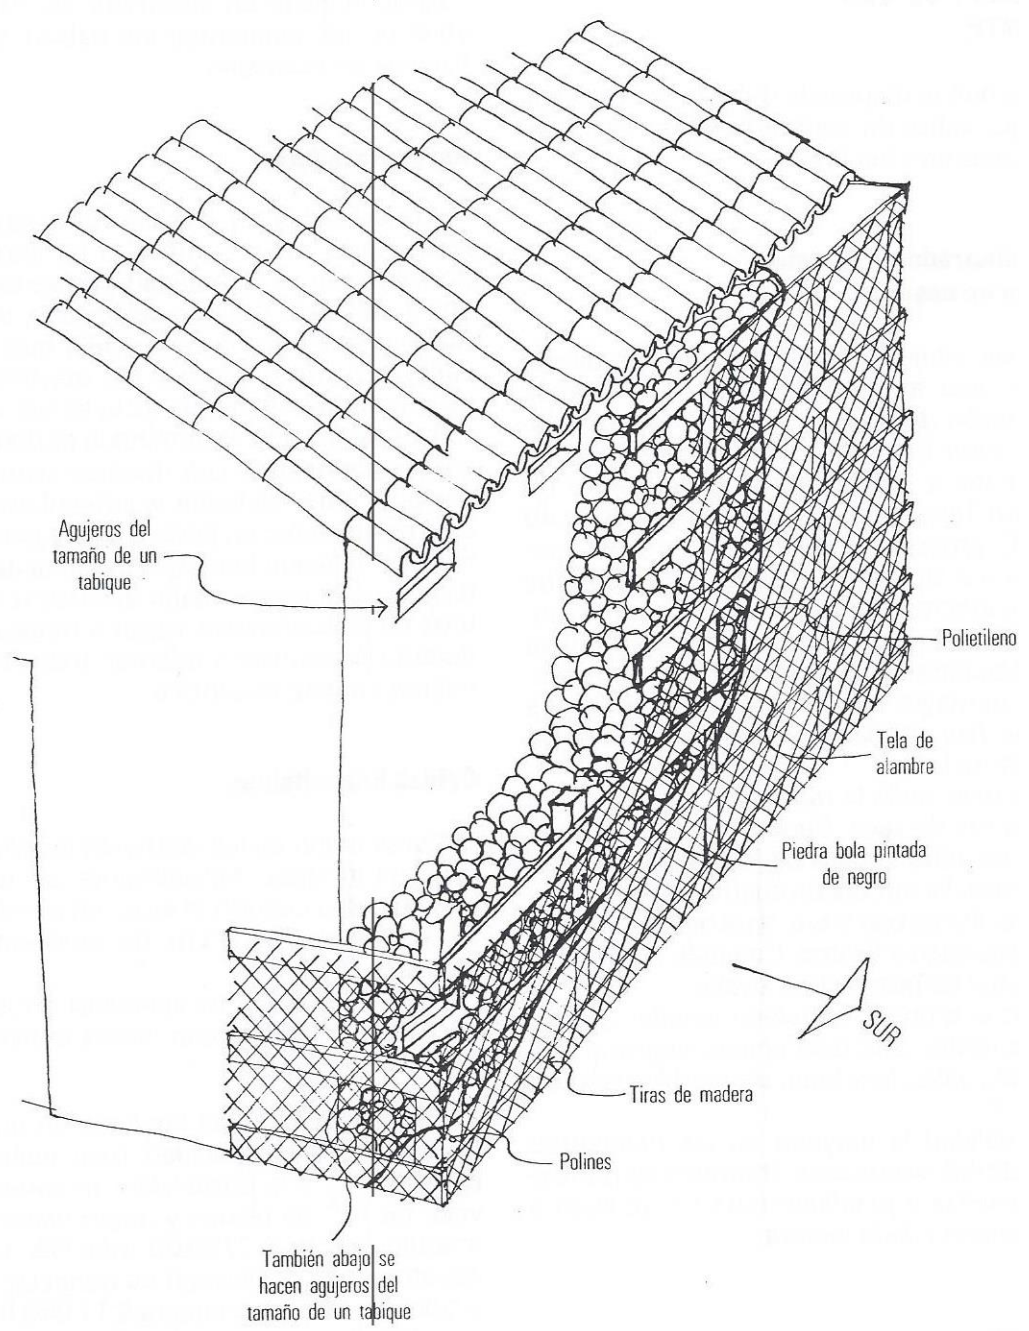 Agujeros del
tamaño de un
tabique
Polietileno
Tela de
alambre
Piedra bola pintada
de negro
SUR
Tiras de madera
Polines
También abajo se
hacen agujeros del
tamaño de un tabique